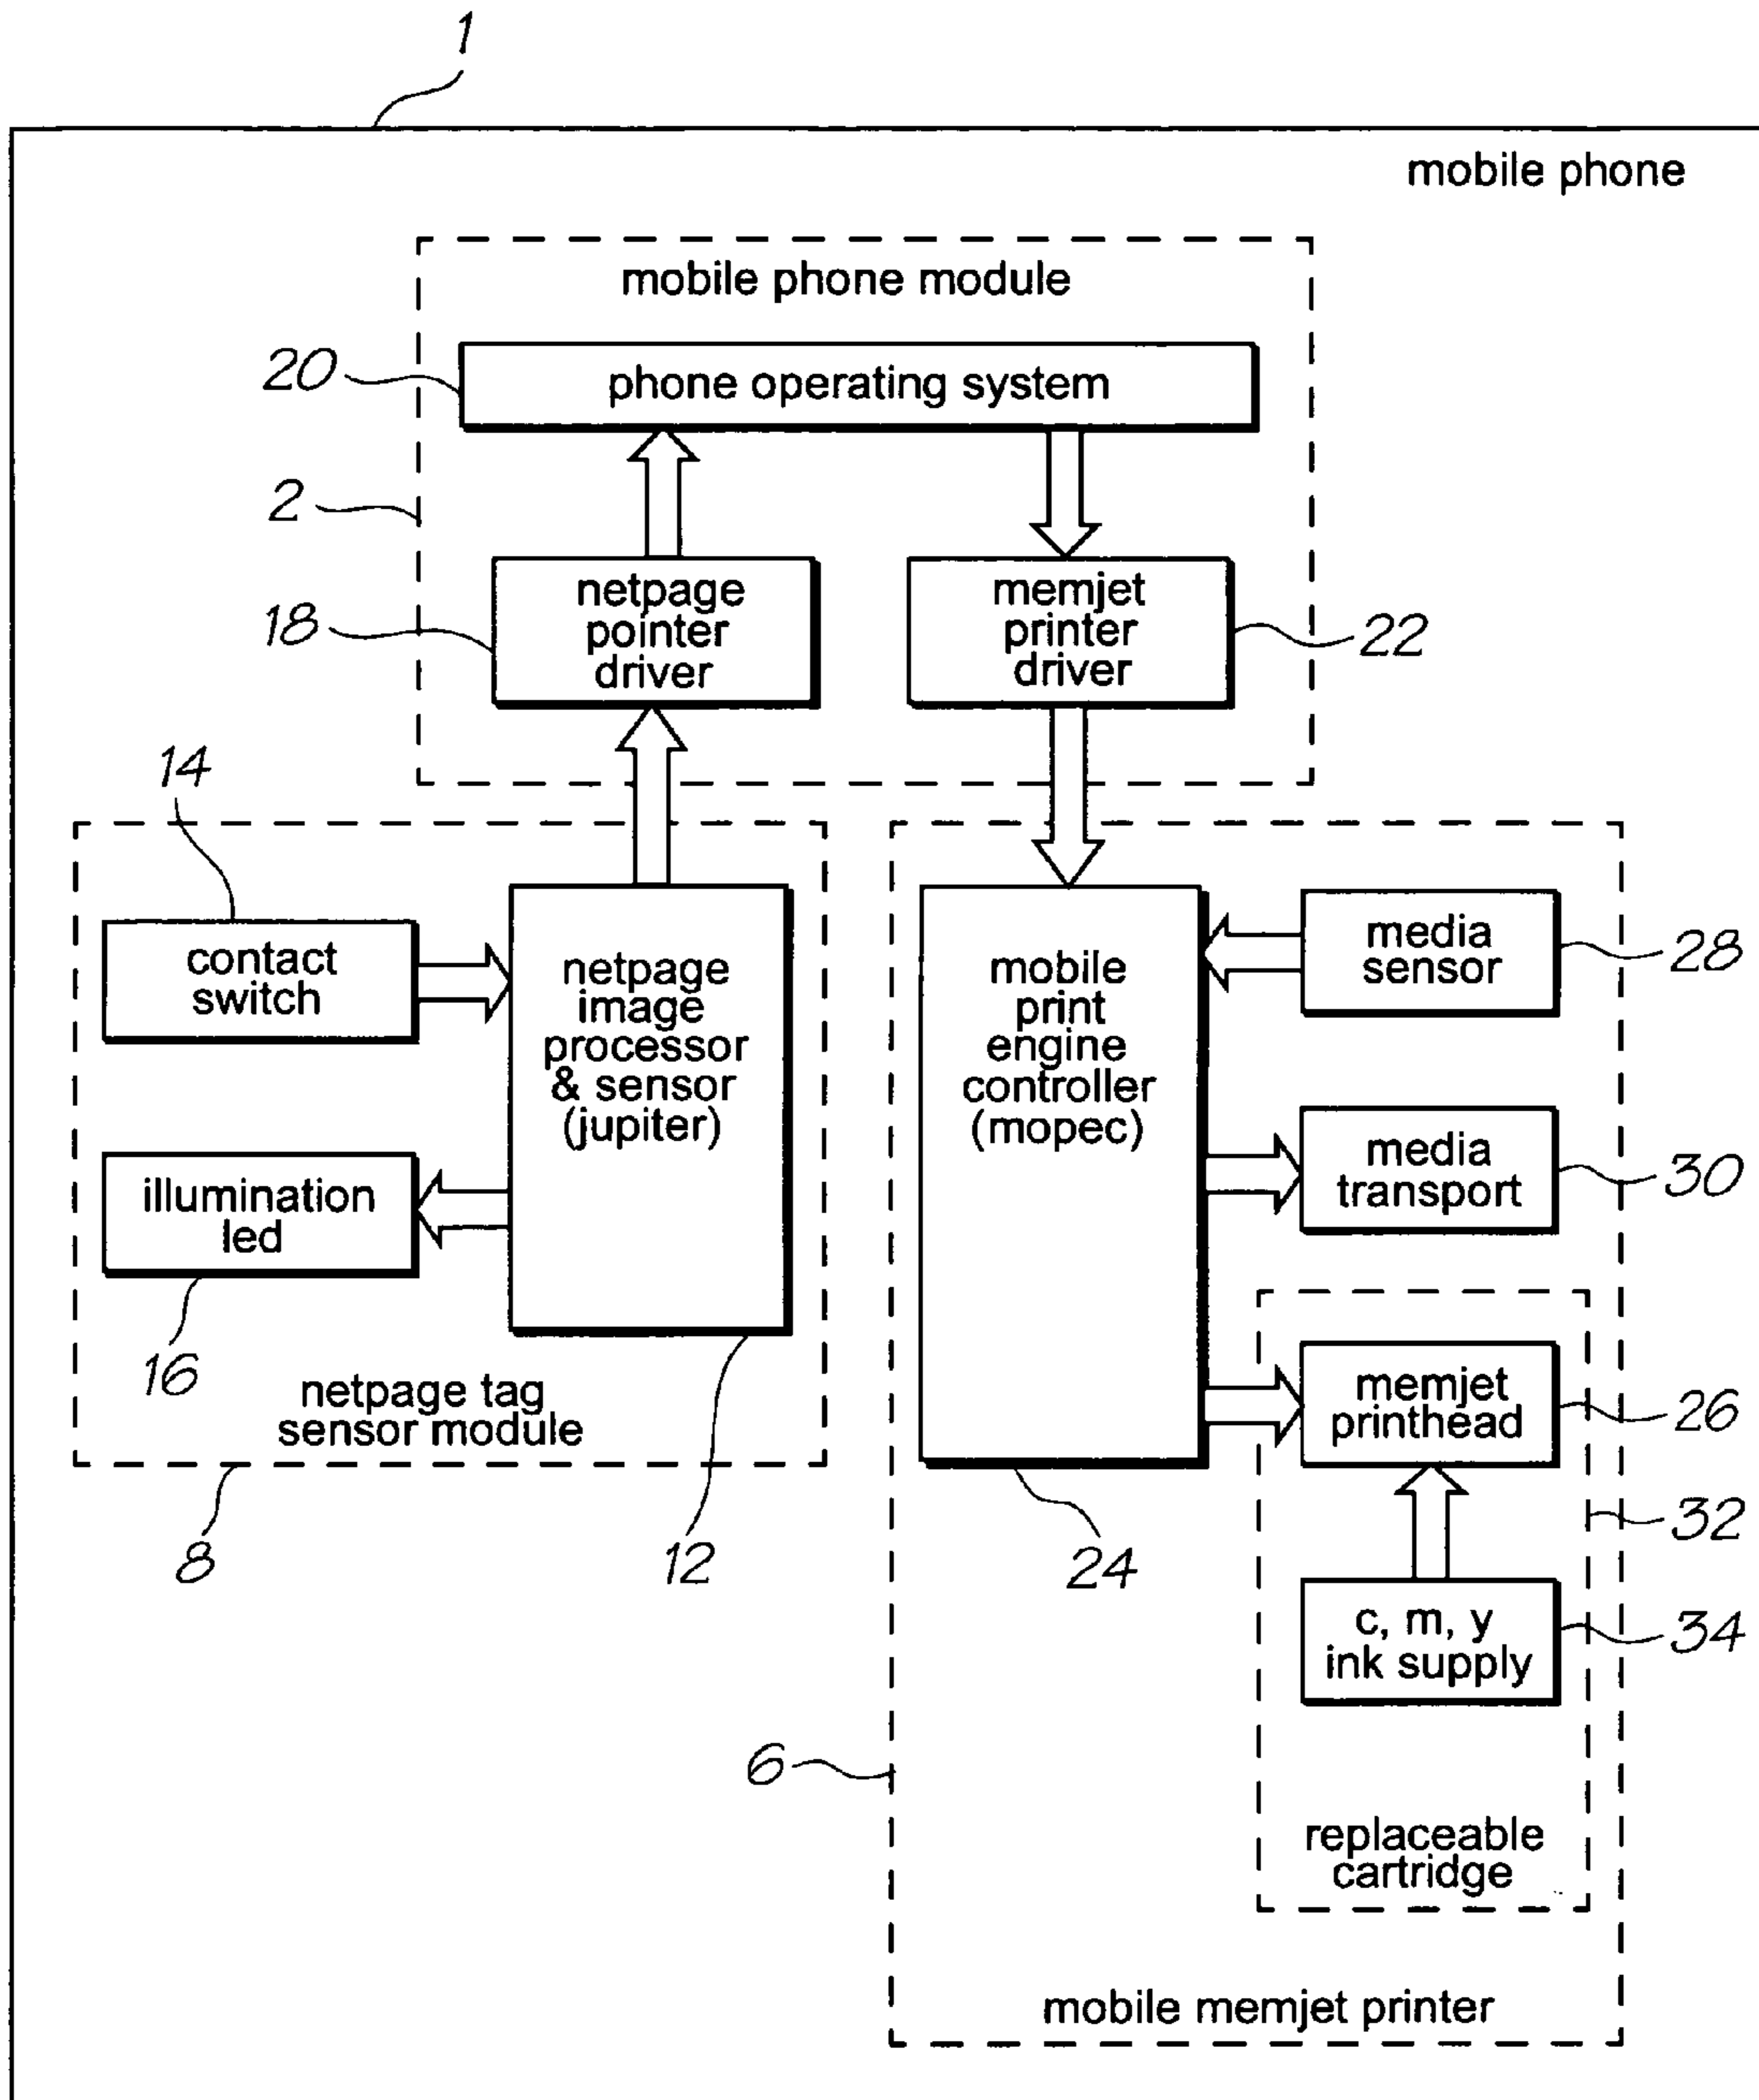 1
mobile phone
mobile phone module
20
phone operating system
2
18
netpage
pointer
driver
memjet
printer
driver
22
14
contact
switch
netpage
image
processor
& sensor
(jupiter)
illumination
led
16
netpage tag
sensor module
8
12
mobile
print
engine
controller
(mopec)
24
media
sensor
28
media
transport
30
memjet
printhead
26
32
c, m, y
ink supply
34
6
replaceable
cartridge
mobile memjet printer